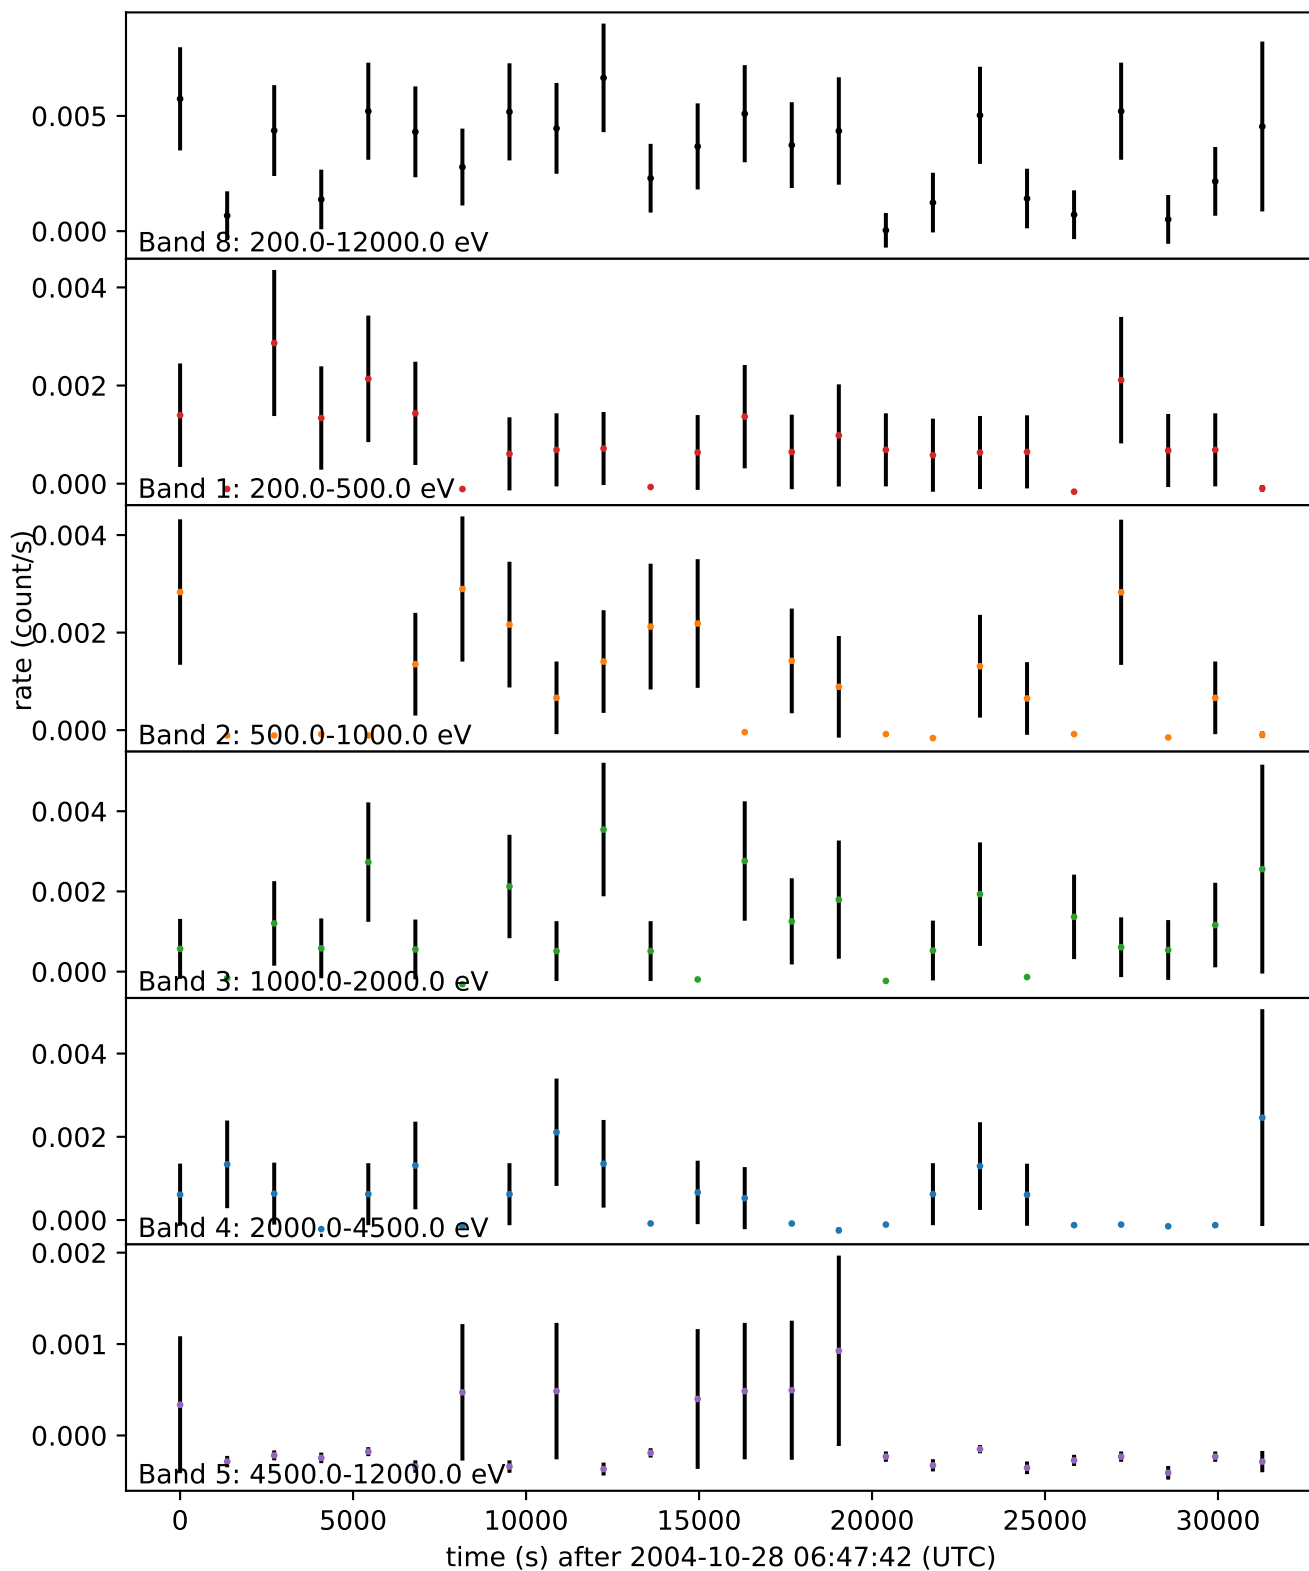 0.005
0.000
Band 8: 200.0-12000.0 eV
0.004
0.002
0.000
Band 1: 200.0-500.0 eV
rate (count/s)
0.004
0.002
0.000
Band 2: 500.0-1000.0 eV
0.004
0.002
0.000
Band 3: 1000.0-2000.0 eV
0.004
0.002
0.000
Band 4: 2000.0-4500.0 eV
0.002
0.001
0.000
Band 5: 4500.0-12000.0 eV
0 5000 10000 15000 20000 25000 30000
time (s) after 2004-10-28 06:47:42 (UTC)